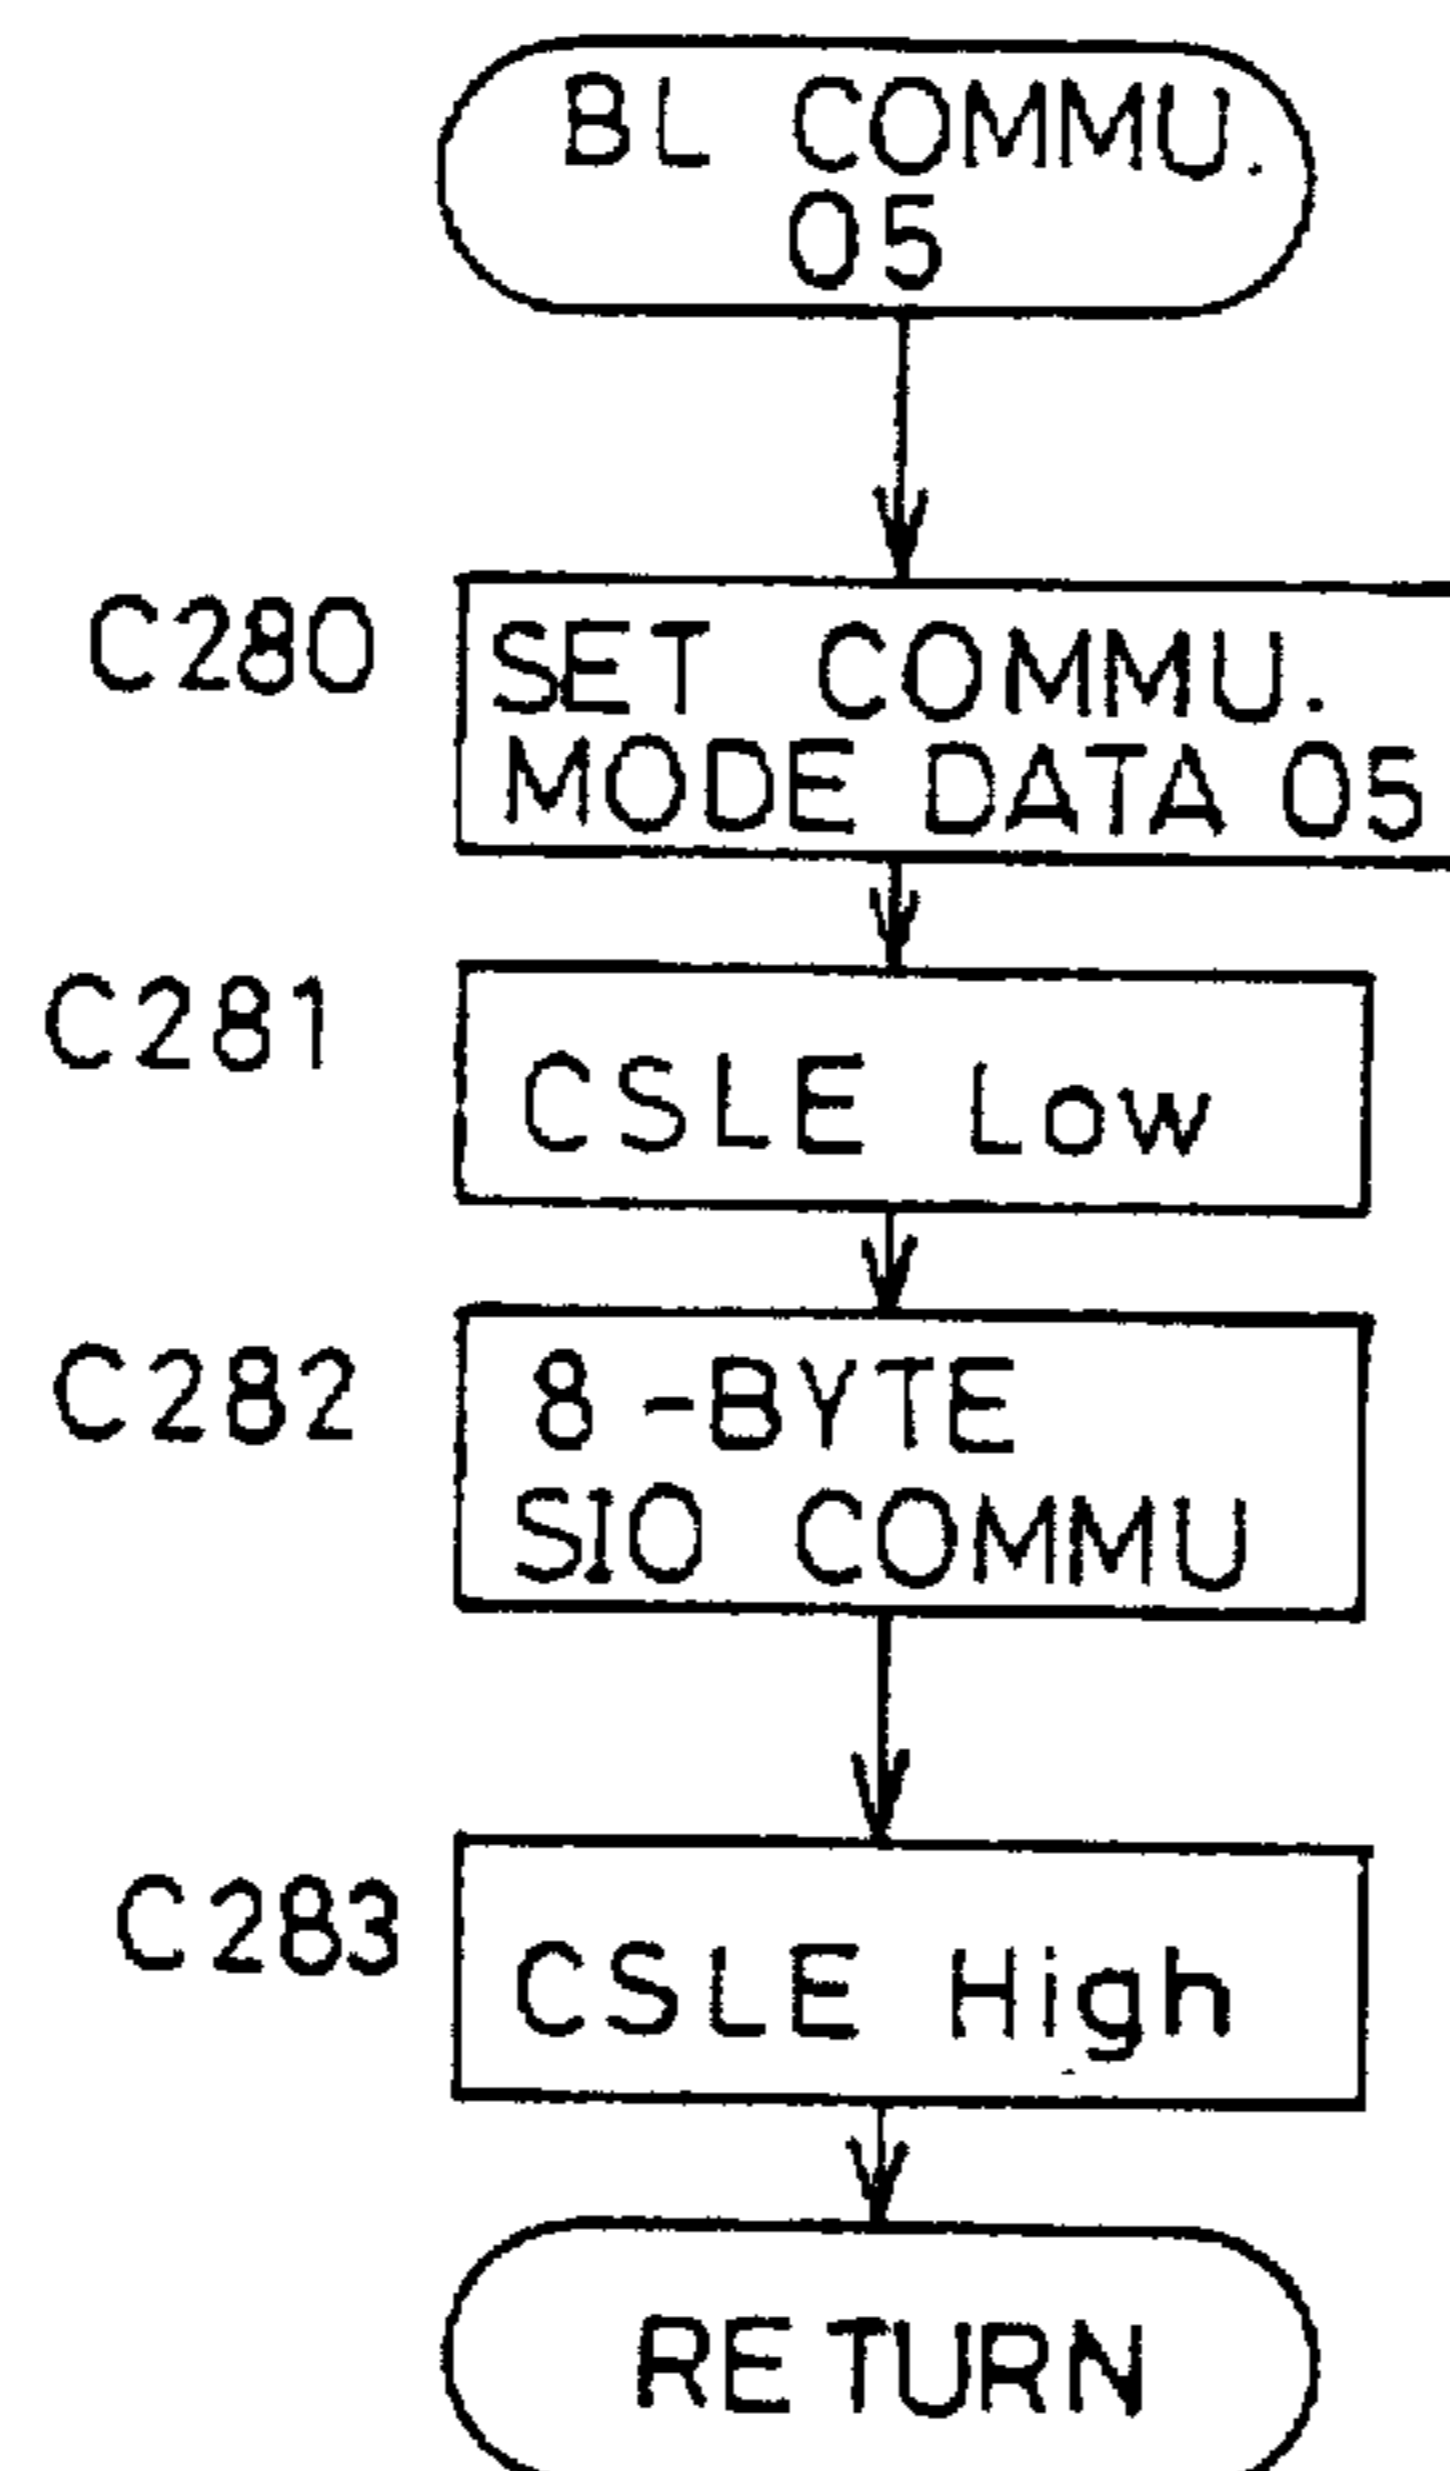 BL COMMU.
05
C280
SET COMMU.
MODE DATA 05
C281
CSLE Low
C282
8-BYTE
SIO COMMU
C283
CSLE High
RETURN